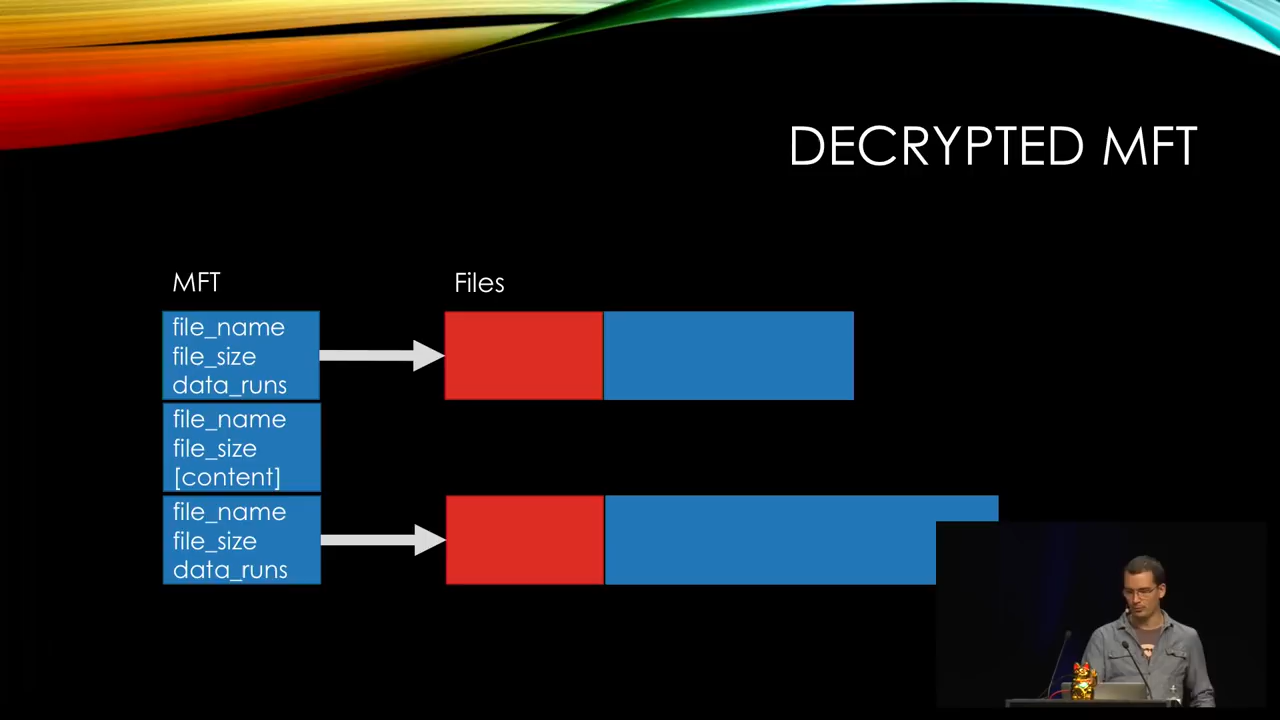 DECRYPTED MFT
MFT
Files
file_name
file_size
data_runs
file_name
file_size
[content]
file_name
file_size
data_runs